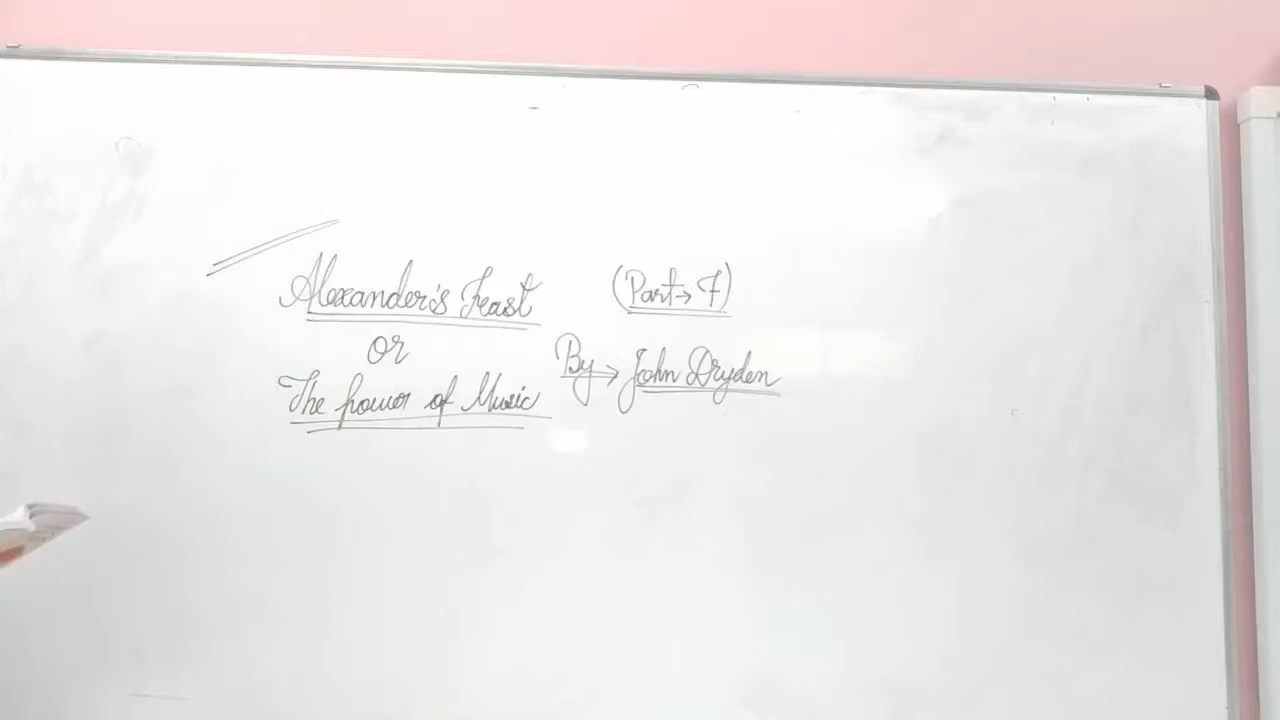 Alexander's Feast (Part → 7)
or
The power of Music By → John Dryden